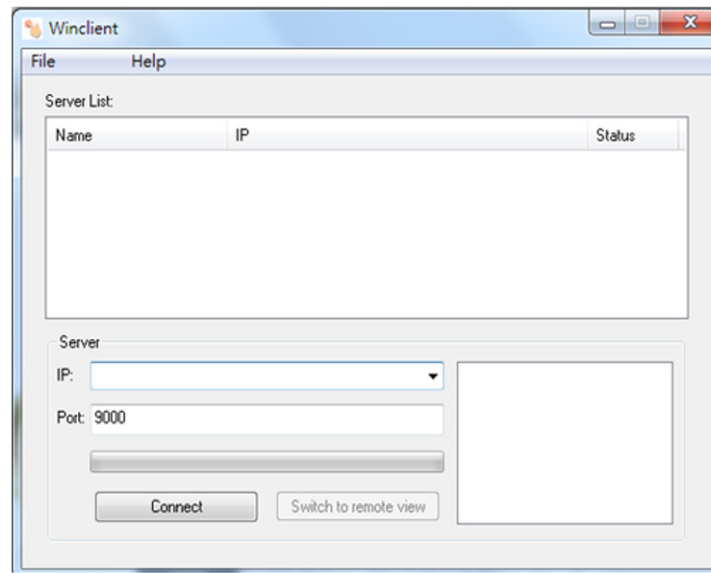 Winclient
File Help
Server List:
Name IP Status
Server
IP:
Port: 9000
Connect Switch to remote view